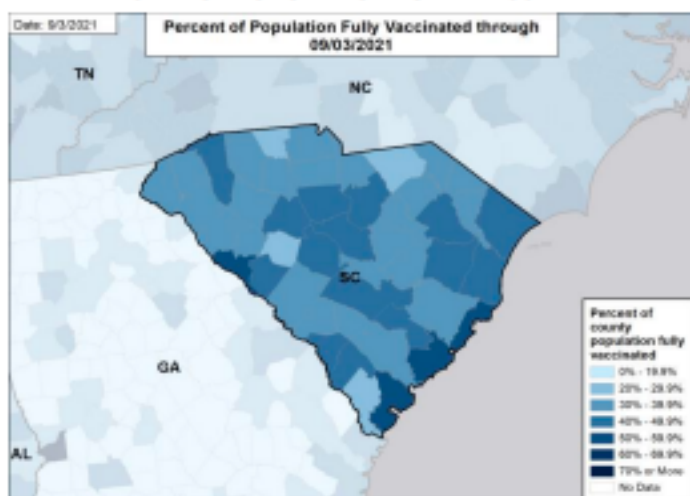 Date: 9/3/2021
Percent of Population Fully Vaccinated through
09/03/2021
TN
NC
SC
GA
AL
Percent of
county
population fully
vaccinated
0% - 19.9%
20% - 29.9%
30% - 39.9%
40% - 49.9%
50% - 59.9%
60% - 69.9%
70% or More
No Data